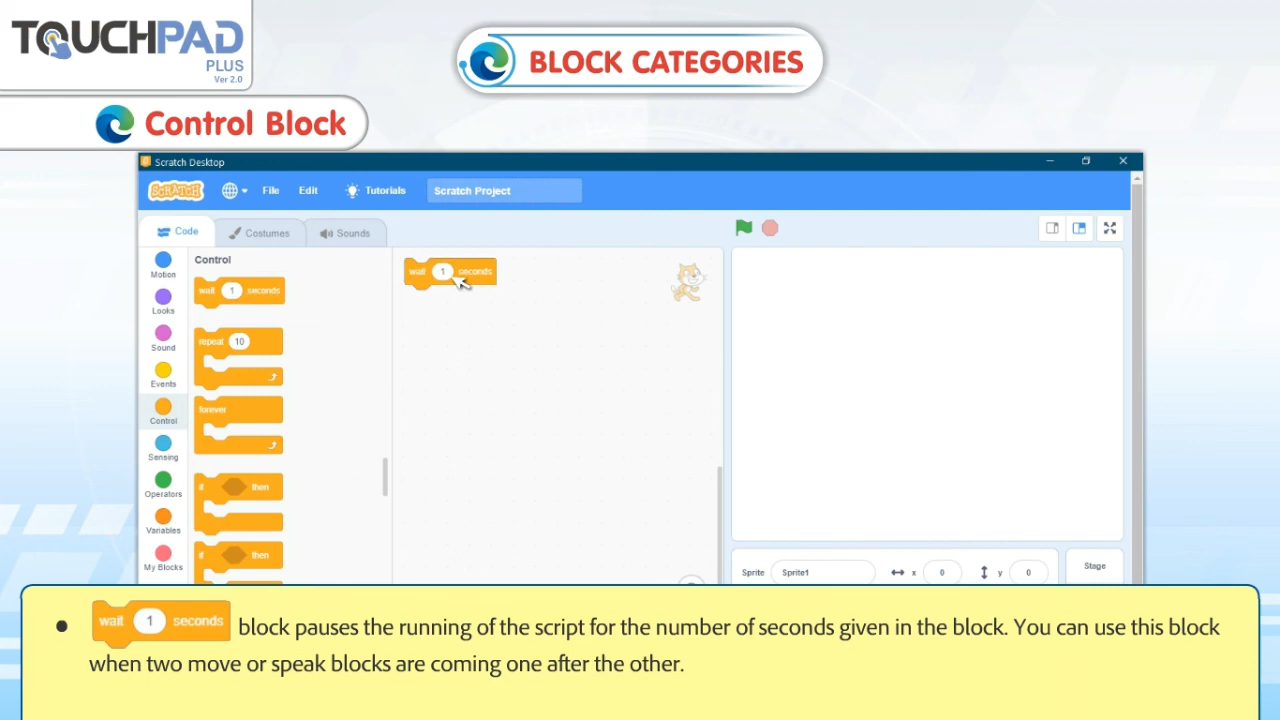 TOUCHPAD
PLUS
Ver 2.0
BLOCK CATEGORIES
Control Block
Scratch Desktop
SCRATCH
File Edit Tutorials Scratch Project
Code Costumes Sounds
Motion
Looks
Sound
Events
Control
Sensing
Operators
Variables
My Blocks
Control
wait 1 seconds
repeat 10
forever
if then
if then
wait 1 seconds
Sprite Sprite1 x 0 y 0
Stage
• wait 1 seconds block pauses the running of the script for the number of seconds given in the block. You can use this block
when two move or speak blocks are coming one after the other.